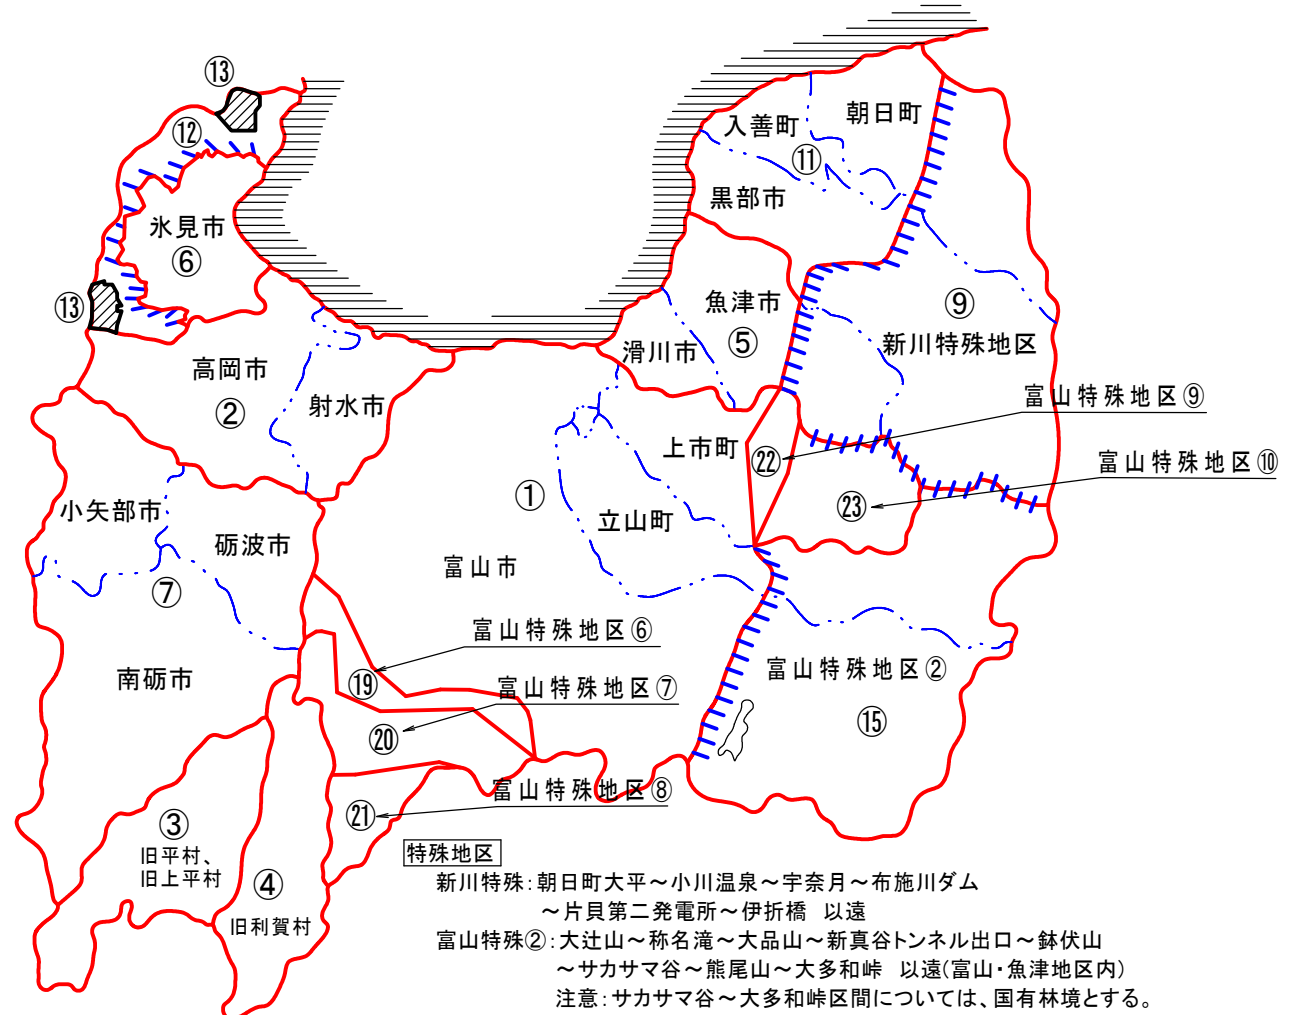 ⑬
⑫
氷見市
⑥
⑬
入善町
朝日町
⑪
黒部市
魚津市
⑤
滑川市
⑨
新川特殊地区
高岡市
②
射水市
富山特殊地区⑨
上市町
㉒
富山特殊地区⑩
㉓
①
小矢部市
砺波市
立山町
富山市
⑦
富山特殊地区⑥
南砺市
⑲
富山特殊地区⑦
⑳
富山特殊地区②
⑮
富山特殊地区⑧
㉑
③
旧平村、
旧上平村
④
旧利賀村
特殊地区
新川特殊:朝日町大平～小川温泉～宇奈月～布施川ダム
～片貝第二発電所～伊折橋 以遠
富山特殊②:大辻山～称名滝～大品山～新真谷トンネル出口～鉢伏山
～サカサマ谷～熊尾山～大多和峠 以遠(富山・魚津地区内)
注意:サカサマ谷～大多和峠区間については、国有林境とする。